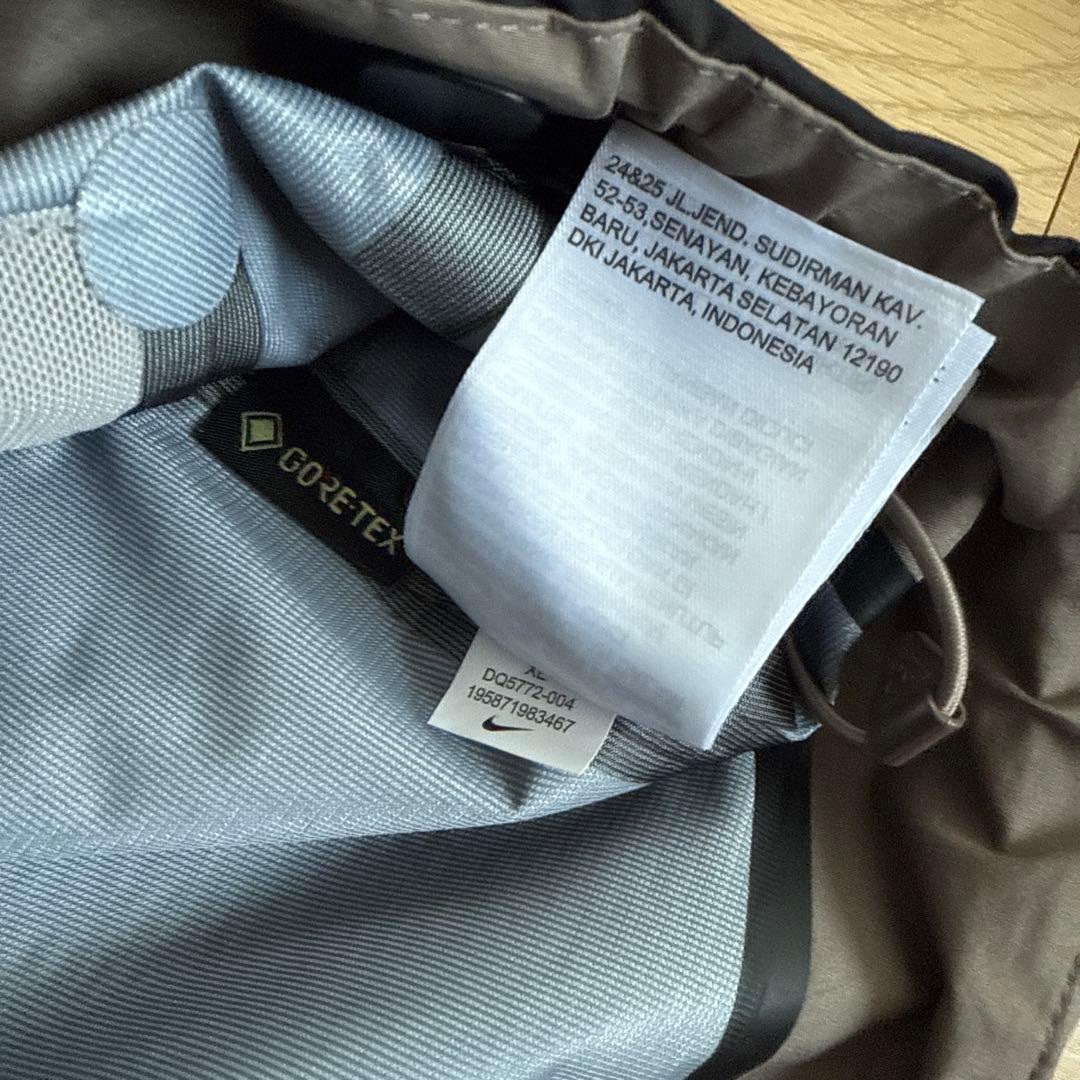 24&25 JL.JEND. SUDIRMAN KAV.
52-53,SENAYAN, KEBAYORAN
BARU, JAKARTA SELATAN 12190
DKI JAKARTA, INDONESIA
GORE-TEX
XL
DQ5772-004
195871983467